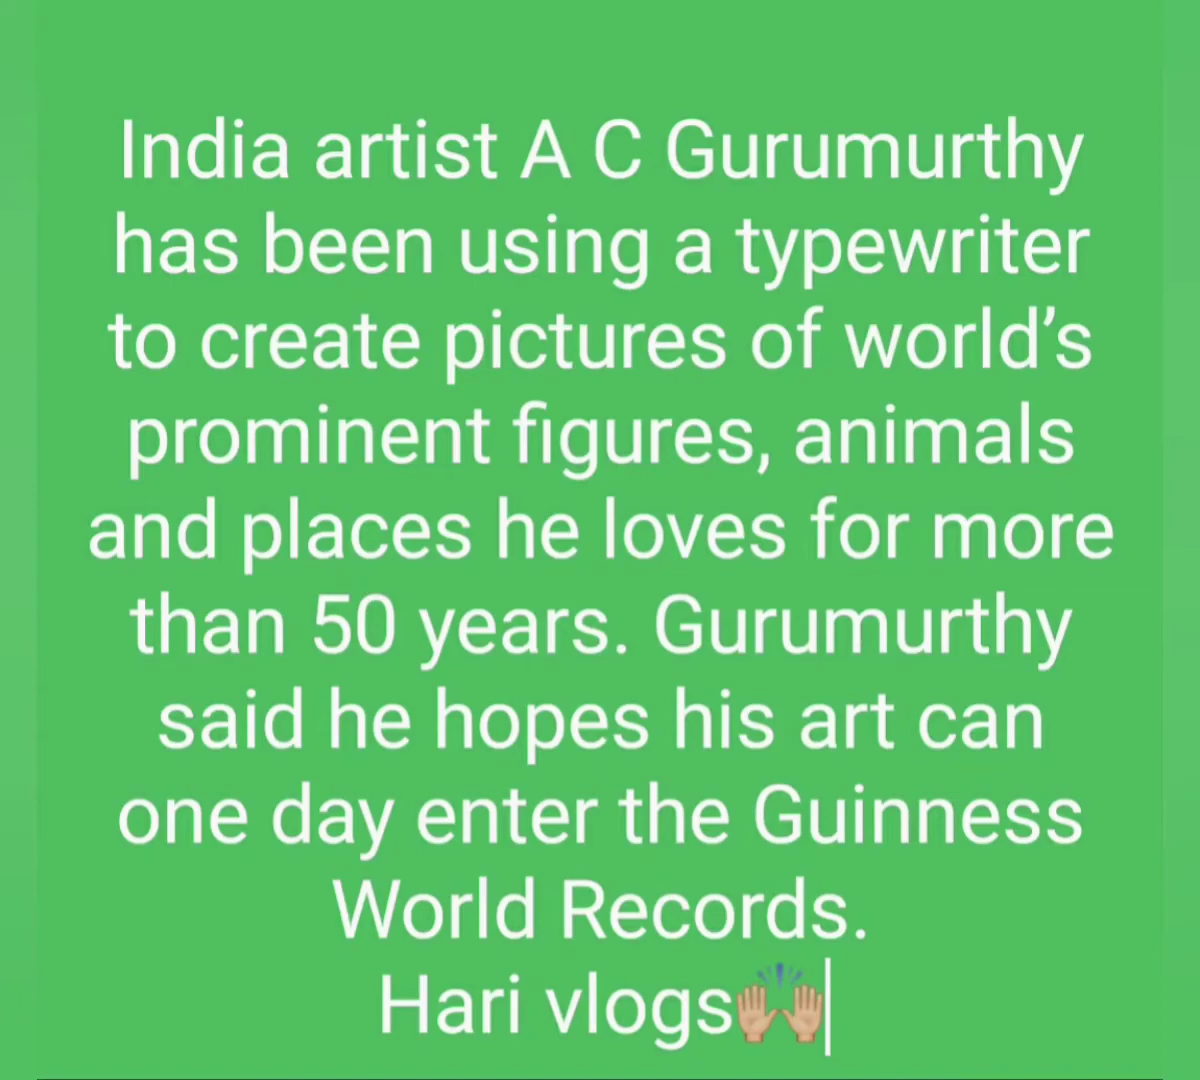 India artist A C Gurumurthy
has been using a typewriter
to create pictures of world’s
prominent figures, animals
and places he loves for more
than 50 years. Gurumurthy
said he hopes his art can
one day enter the Guinness
World Records.
Hari vlogs🙌🏼